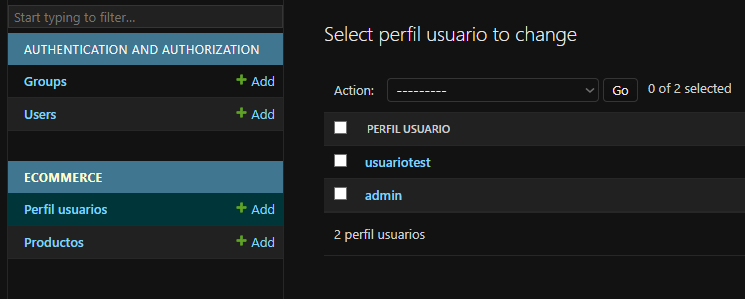 Start typing to filter...
AUTHENTICATION AND AUTHORIZATION
Groups + Add
Users + Add
ECOMMERCE
Perfil usuarios + Add
Productos + Add
Select perfil usuario to change
Action: --------- Go 0 of 2 selected
PERFIL USUARIO
usuariotest
admin
2 perfil usuarios